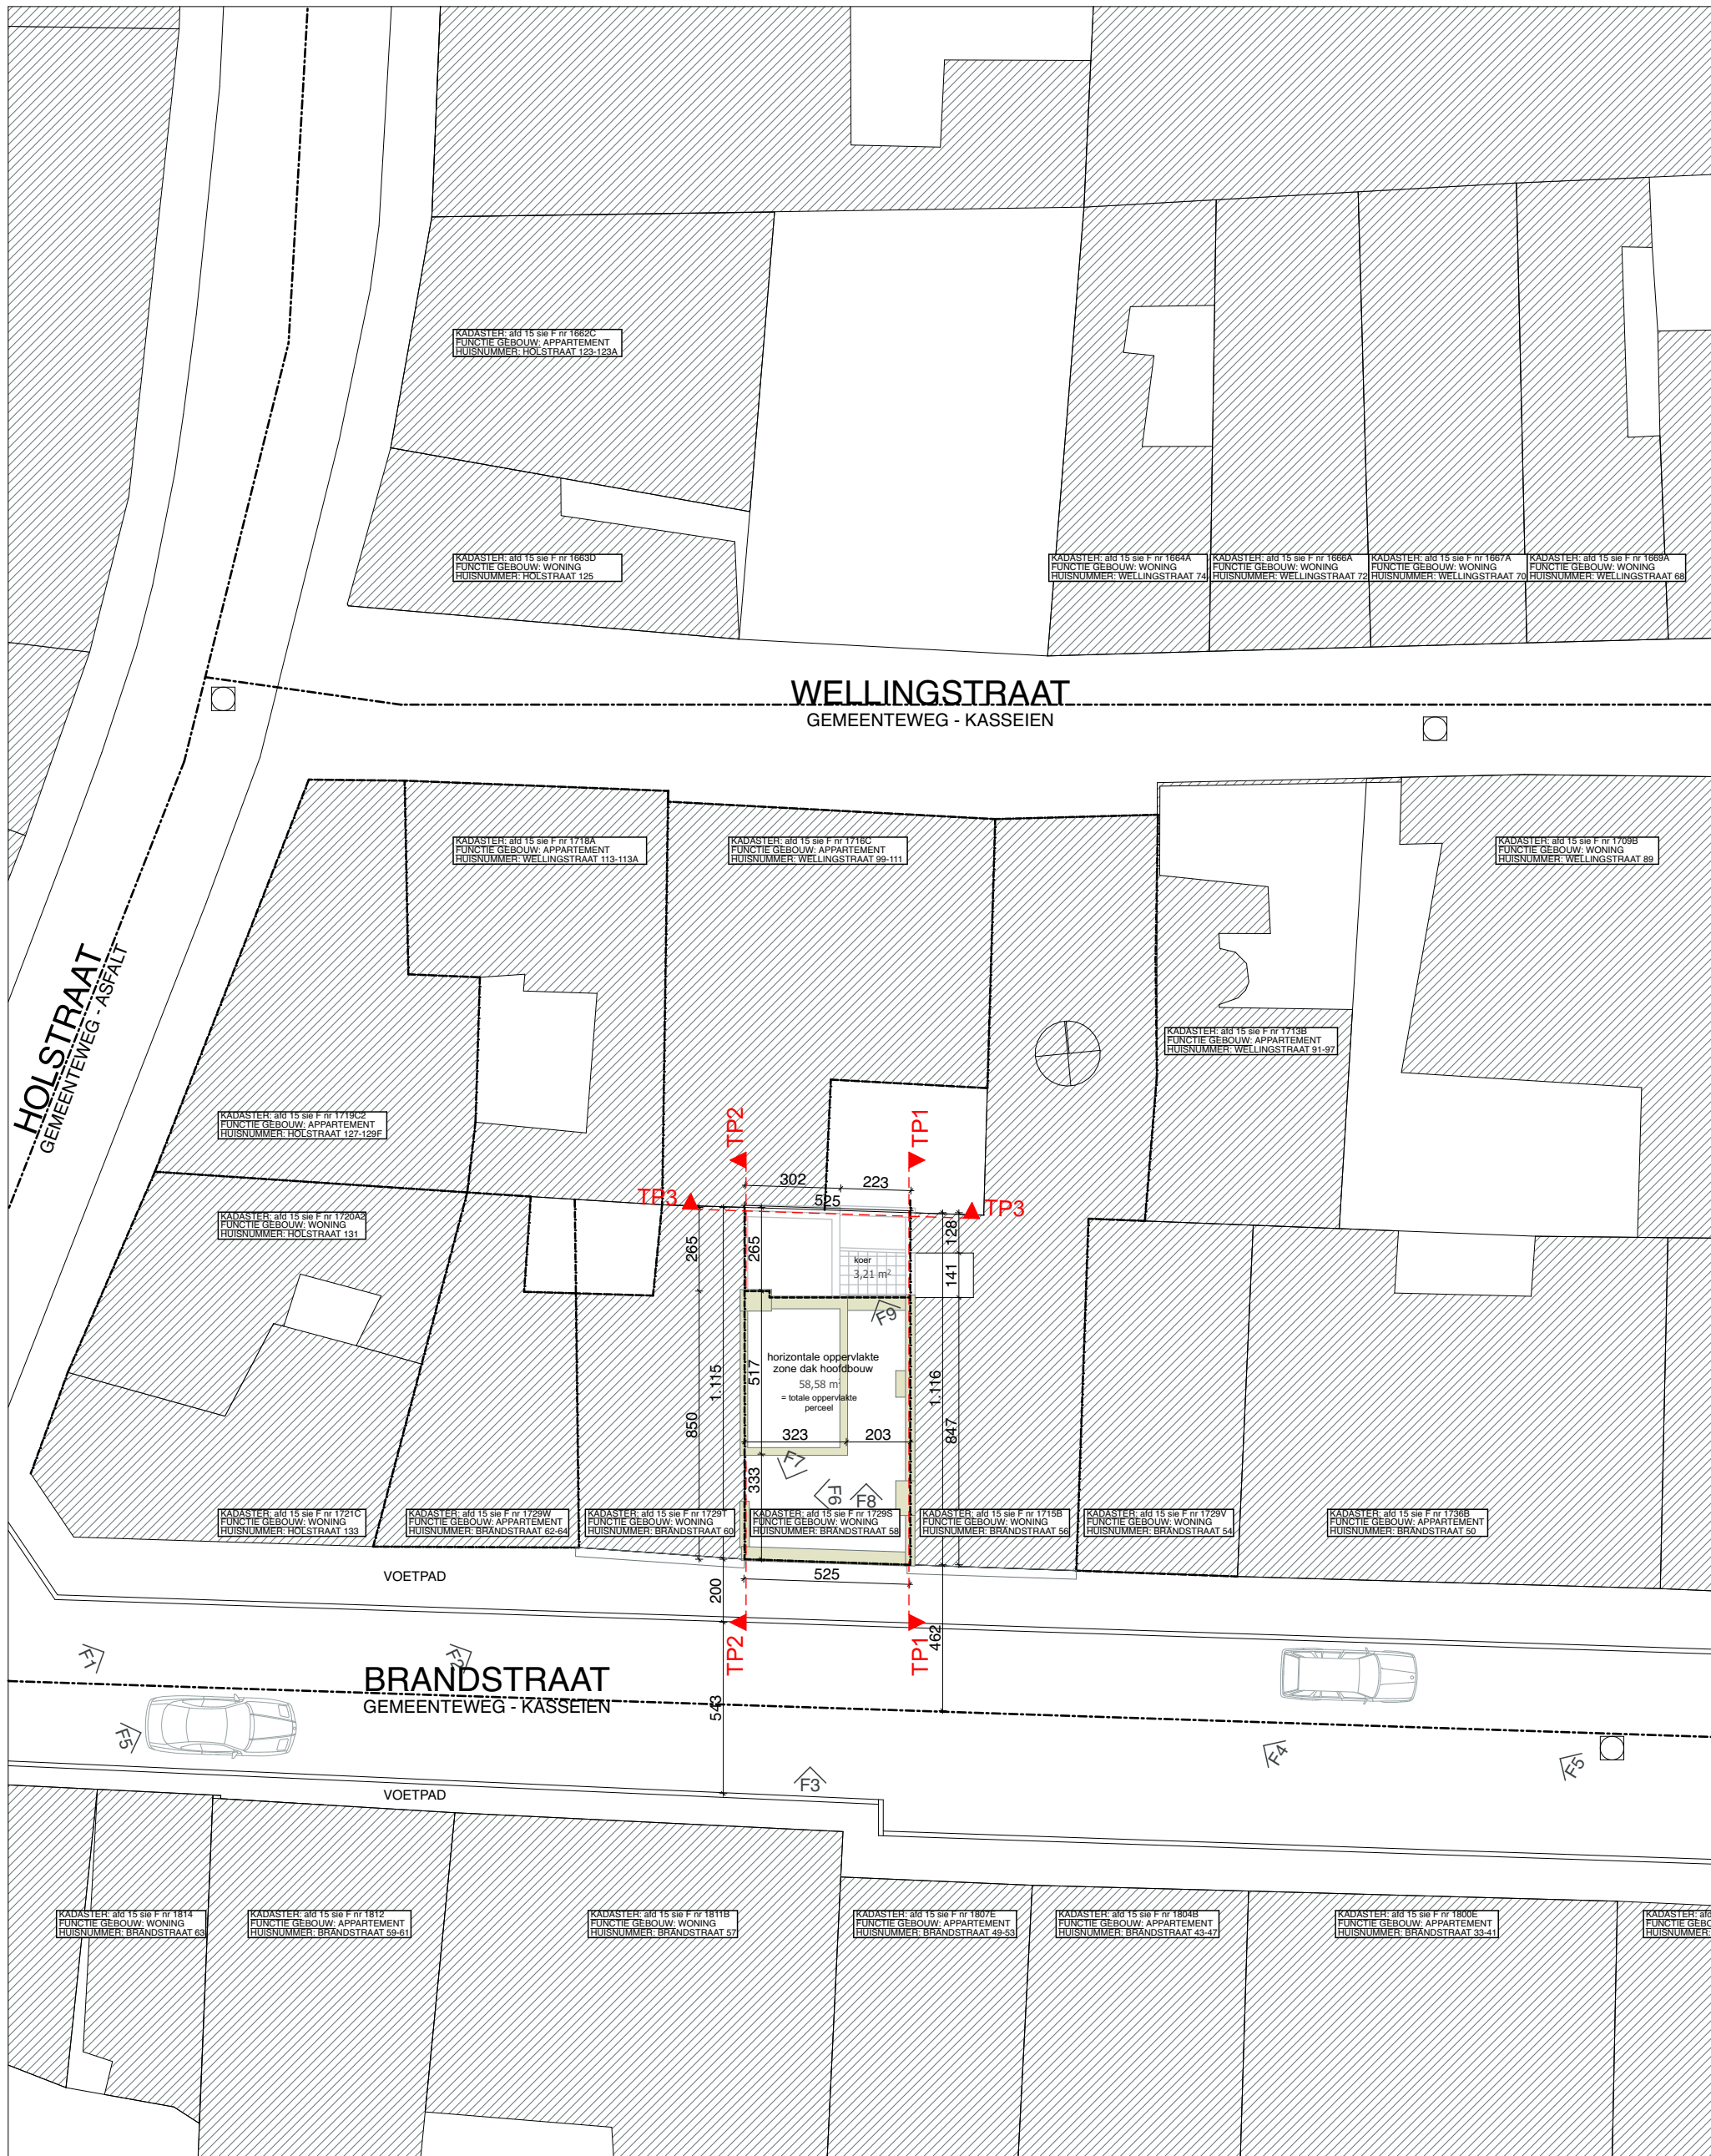 KADASTER: afd 15 sie F nr 1662C
FUNCTIE GEBOUW: APPARTEMENT
HUISNUMMER: HOLSTRAAT 123-123A
KADASTER: afd 15 sie F nr 1663D
FUNCTIE GEBOUW: WONING
HUISNUMMER: HOLSTRAAT 125
KADASTER: afd 15 sie F nr 1664A
FUNCTIE GEBOUW: WONING
HUISNUMMER: WELLINGSTRAAT 74
KADASTER: afd 15 sie F nr 1666A
FUNCTIE GEBOUW: WONING
HUISNUMMER: WELLINGSTRAAT 72
KADASTER: afd 15 sie F nr 1667A
FUNCTIE GEBOUW: WONING
HUISNUMMER: WELLINGSTRAAT 70
KADASTER: afd 15 sie F nr 1669A
FUNCTIE GEBOUW: WONING
HUISNUMMER: WELLINGSTRAAT 68
WELLINGSTRAAT
GEMEENTEWEG - KASSEIEN
KADASTER: afd 15 sie F nr 1718A
FUNCTIE GEBOUW: APPARTEMENT
HUISNUMMER: WELLINGSTRAAT 113-113A
KADASTER: afd 15 sie F nr 1716C
FUNCTIE GEBOUW: APPARTEMENT
HUISNUMMER: WELLINGSTRAAT 99-111
KADASTER: afd 15 sie F nr 1709B
FUNCTIE GEBOUW: WONING
HUISNUMMER: WELLINGSTRAAT 89
HOLSTRAAT
GEMEENTEWEG - ASFALT
KADASTER: afd 15 sie F nr 1713B
FUNCTIE GEBOUW: APPARTEMENT
HUISNUMMER: WELLINGSTRAAT 91-97
KADASTER: afd 15 sie F nr 1719C2
FUNCTIE GEBOUW: APPARTEMENT
HUISNUMMER: HOLSTRAAT 127-129F
TP2
TP1
302
223
TP3
525
TP3
KADASTER: afd 15 sie F nr 1720A2
FUNCTIE GEBOUW: WONING
HUISNUMMER: HOLSTRAAT 131
265
265
128
koer
3,21 m²
141
F9
horizontale oppervlakte
zone dak hoofdbouw
58,58 m
= totale oppervlakte
perceel
517
1.115
850
1.116
847
323
203
F7
333
F6
F8
KADASTER: afd 15 sie F nr 1721C
FUNCTIE GEBOUW: WONING
HUISNUMMER: HOLSTRAAT 133
KADASTER: afd 15 sie F nr 1729W
FUNCTIE GEBOUW: APPARTEMENT
HUISNUMMER: BRANDSTRAAT 62-64
KADASTER: afd 15 sie F nr 1729T
FUNCTIE GEBOUW: WONING
HUISNUMMER: BRANDSTRAAT 60
KADASTER: afd 15 sie F nr 1729S
FUNCTIE GEBOUW: WONING
HUISNUMMER: BRANDSTRAAT 58
KADASTER: afd 15 sie F nr 1715B
FUNCTIE GEBOUW: WONING
HUISNUMMER: BRANDSTRAAT 56
KADASTER: afd 15 sie F nr 1729V
FUNCTIE GEBOUW: WONING
HUISNUMMER: BRANDSTRAAT 54
KADASTER: afd 15 sie F nr 1736B
FUNCTIE GEBOUW: APPARTEMENT
HUISNUMMER: BRANDSTRAAT 50
VOETPAD
525
200
TP2
TP1
462
F1
F2
BRANDSTRAAT
GEMEENTEWEG - KASSEIEN
543
F5
F4
F5
F3
VOETPAD
KADASTER: afd 15 sie F nr 1814
FUNCTIE GEBOUW: WONING
HUISNUMMER: BRANDSTRAAT 63
KADASTER: afd 15 sie F nr 1812
FUNCTIE GEBOUW: APPARTEMENT
HUISNUMMER: BRANDSTRAAT 59-61
KADASTER: afd 15 sie F nr 1811B
FUNCTIE GEBOUW: WONING
HUISNUMMER: BRANDSTRAAT 57
KADASTER: afd 15 sie F nr 1807E
FUNCTIE GEBOUW: APPARTEMENT
HUISNUMMER: BRANDSTRAAT 49-53
KADASTER: afd 15 sie F nr 1804B
FUNCTIE GEBOUW: APPARTEMENT
HUISNUMMER: BRANDSTRAAT 43-47
KADASTER: afd 15 sie F nr 1800E
FUNCTIE GEBOUW: APPARTEMENT
HUISNUMMER: BRANDSTRAAT 33-41
KADASTER: afd
FUNCTIE
HUISNUMMER: